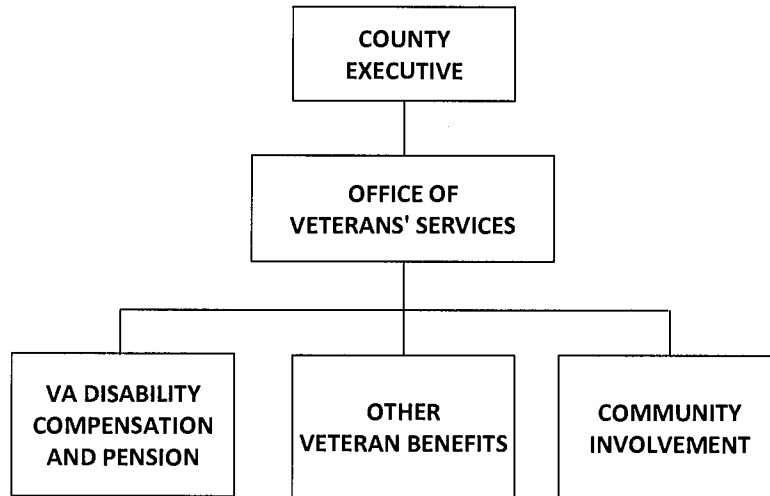 COUNTY
EXECUTIVE
OFFICE OF
VETERANS' SERVICES
VA DISABILITY
COMPENSATION
AND PENSION
OTHER
VETERAN BENEFITS
COMMUNITY
INVOLVEMENT